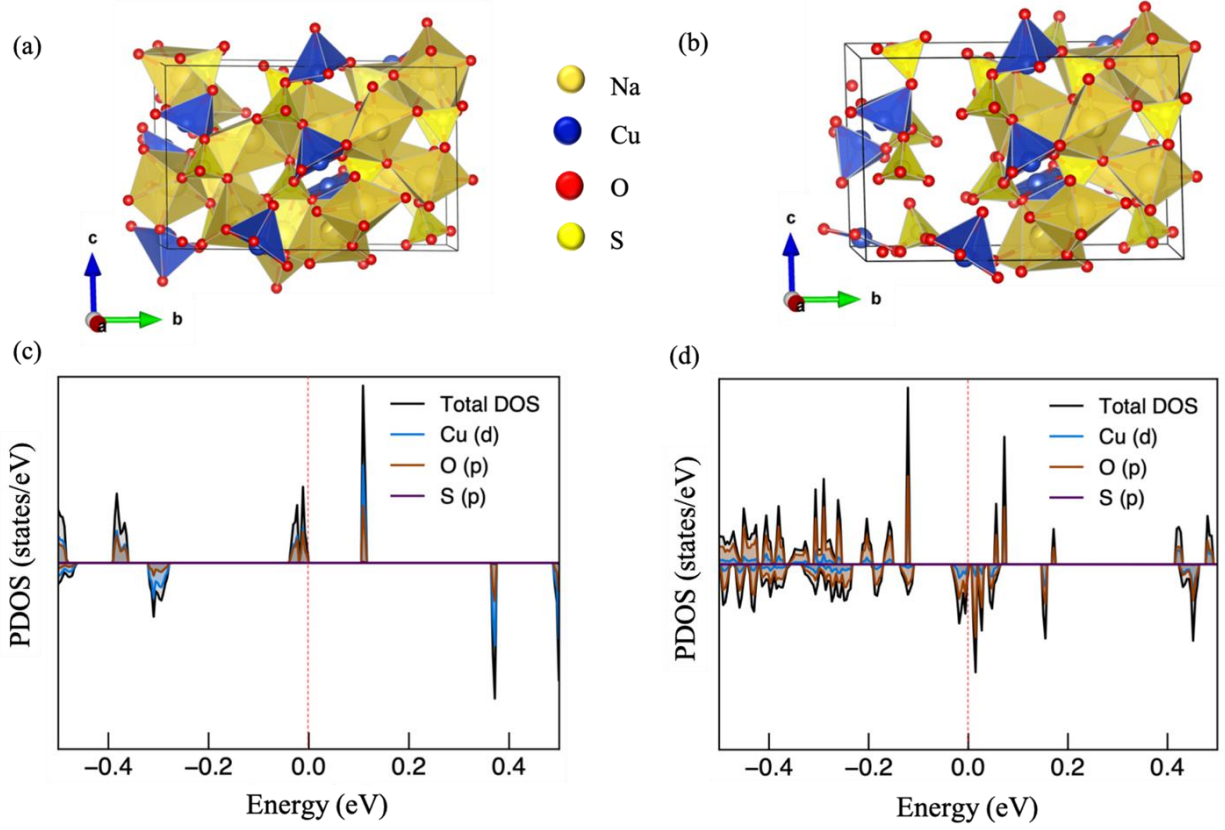 (a)
(b)
Na
Cu
O
S
c
a
b
c
a
b
(c)
(d)
Total DOS
Cu (d)
O (p)
S (p)
PDOS (states/eV)
−0.4 −0.2 0.0 0.2 0.4
Energy (eV)
Total DOS
Cu (d)
O (p)
S (p)
PDOS (states/eV)
−0.4 −0.2 0.0 0.2 0.4
Energy (eV)